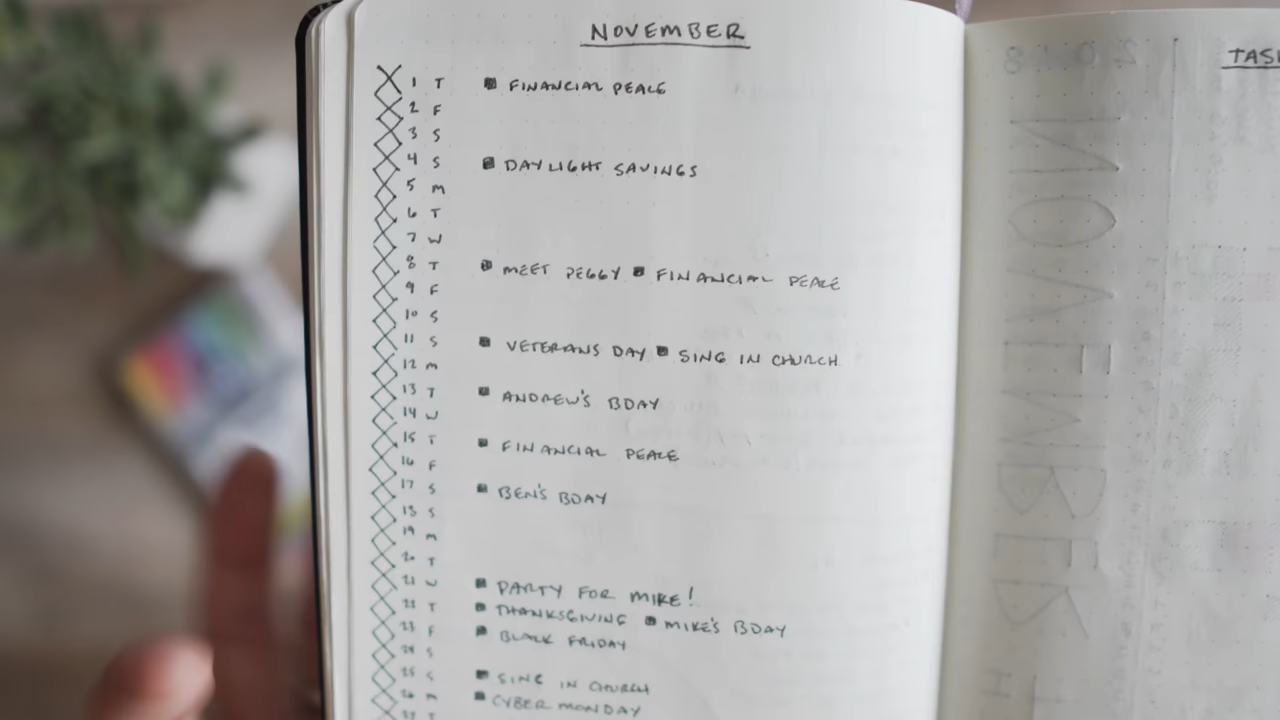 NOVEMBER
1 T ▪ FINANCIAL PEACE
2 F
3 S
4 S ▪ DAYLIGHT SAVINGS
5 M
6 T
7 W
8 T ▪ MEET PEGGY ▪ FINANCIAL PEACE
9 F
10 S
11 S ▪ VETERANS DAY ▪ SING IN CHURCH
12 M
13 T ▪ ANDREW'S BDAY
14 W
15 T ▪ FINANCIAL PEACE
16 F
17 S ▪ BEN'S BDAY
18 S
19 M
20 T
21 W ▪ PARTY FOR MIKE!
22 T ▪ THANKSGIVING ▪ MIKE'S BDAY
23 F ▪ BLACK FRIDAY
24 S
25 S ▪ SING IN CHURCH
26 M ▪ CYBER MONDAY
27 T
2018
NOVEMBER